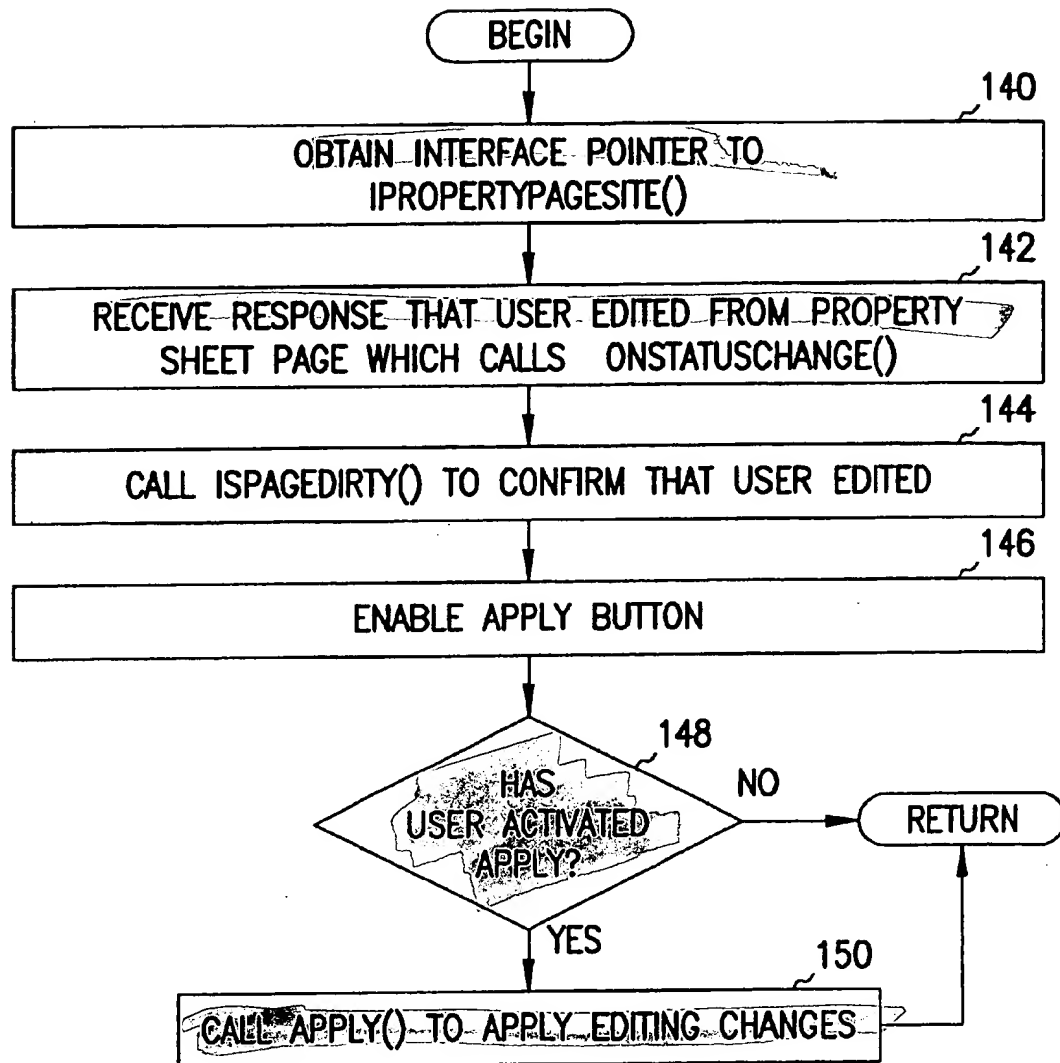 BEGIN
140
OBTAIN INTERFACE POINTER TO
IPROPERTYPAGESITE()
142
RECEIVE RESPONSE THAT USER EDITED FROM PROPERTY
SHEET PAGE WHICH CALLS ONSTATUSCHANGE()
144
CALL ISPAGEDIRTY() TO CONFIRM THAT USER EDITED
146
ENABLE APPLY BUTTON
148
HAS
USER ACTIVATED
APPLY?
NO
RETURN
YES
150
CALL APPLY() TO APPLY EDITING CHANGES